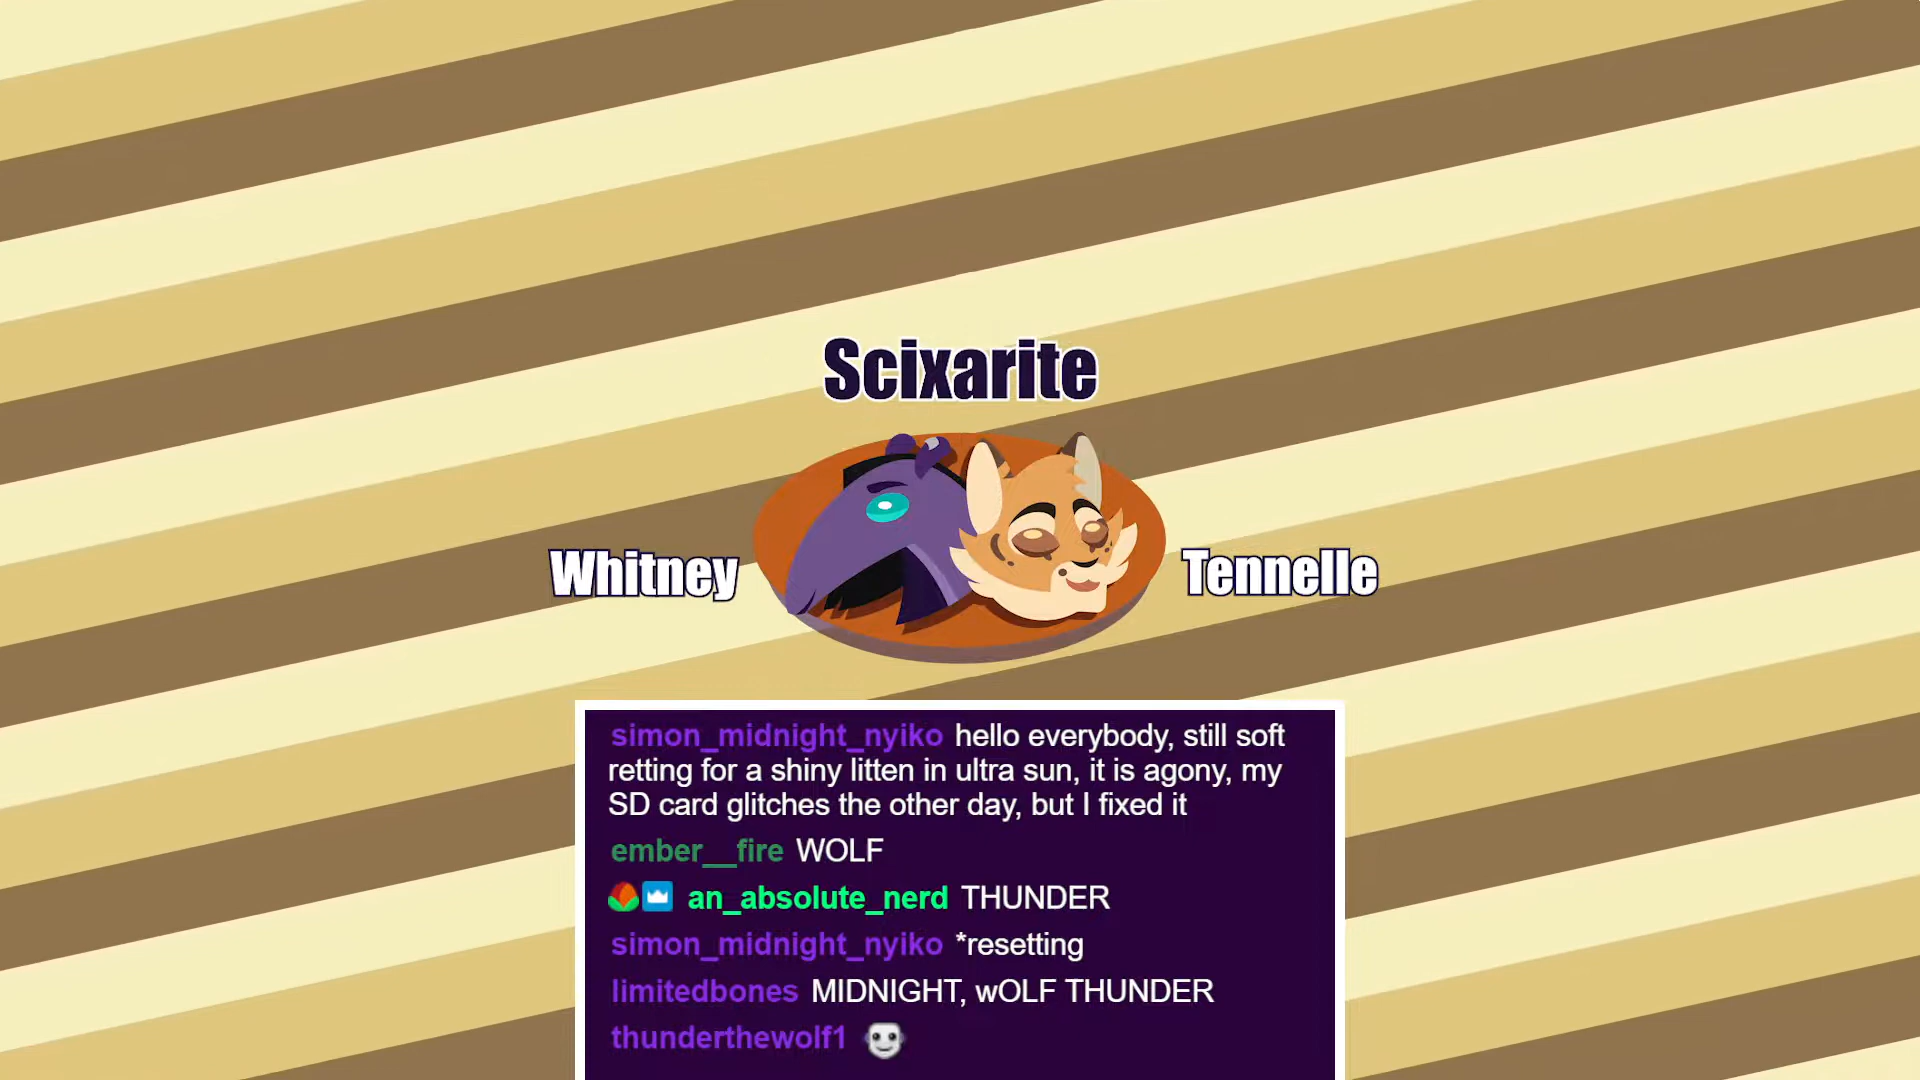 Scixarite
Whitney
Tennelle
simon_midnight_nyiko hello everybody, still soft
retting for a shiny litten in ultra sun, it is agony, my
SD card glitches the other day, but I fixed it
ember__fire WOLF
an_absolute_nerd THUNDER
simon_midnight_nyiko *resetting
limitedbones MIDNIGHT, wOLF THUNDER
thunderthewolf1